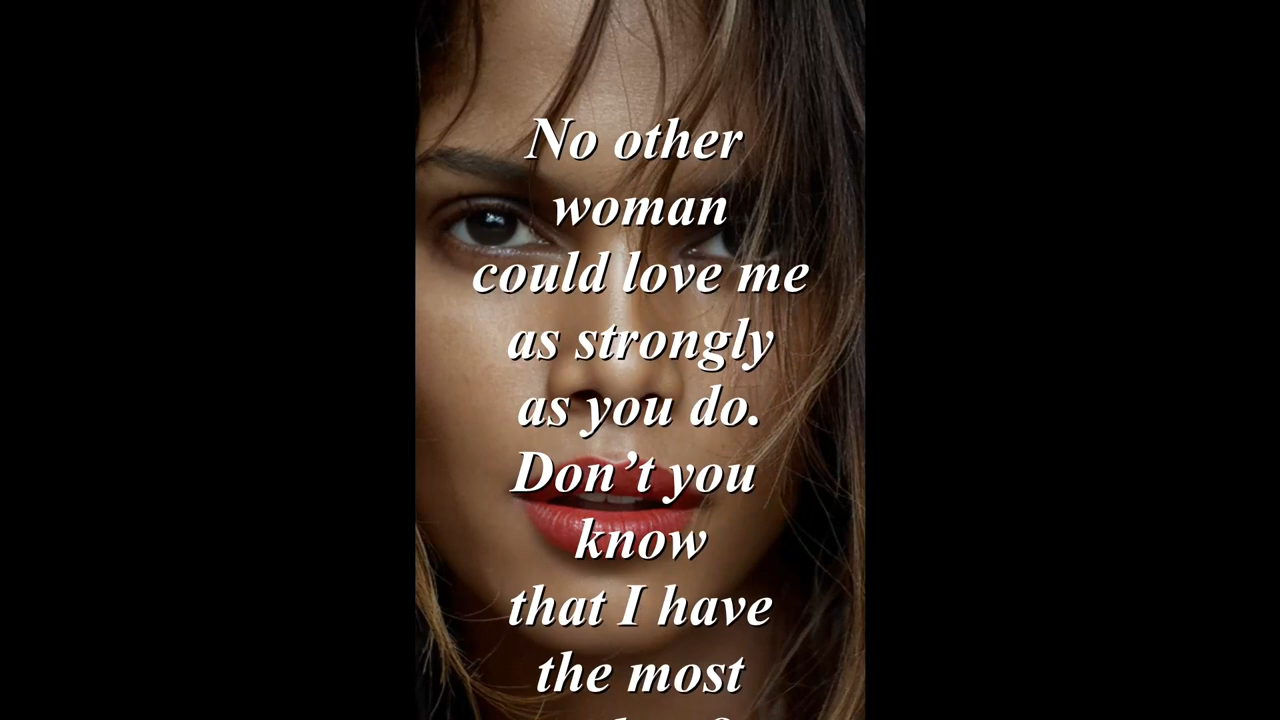 No other
woman
could love me
as strongly
as you do.
Don’t you
know
that I have
the most